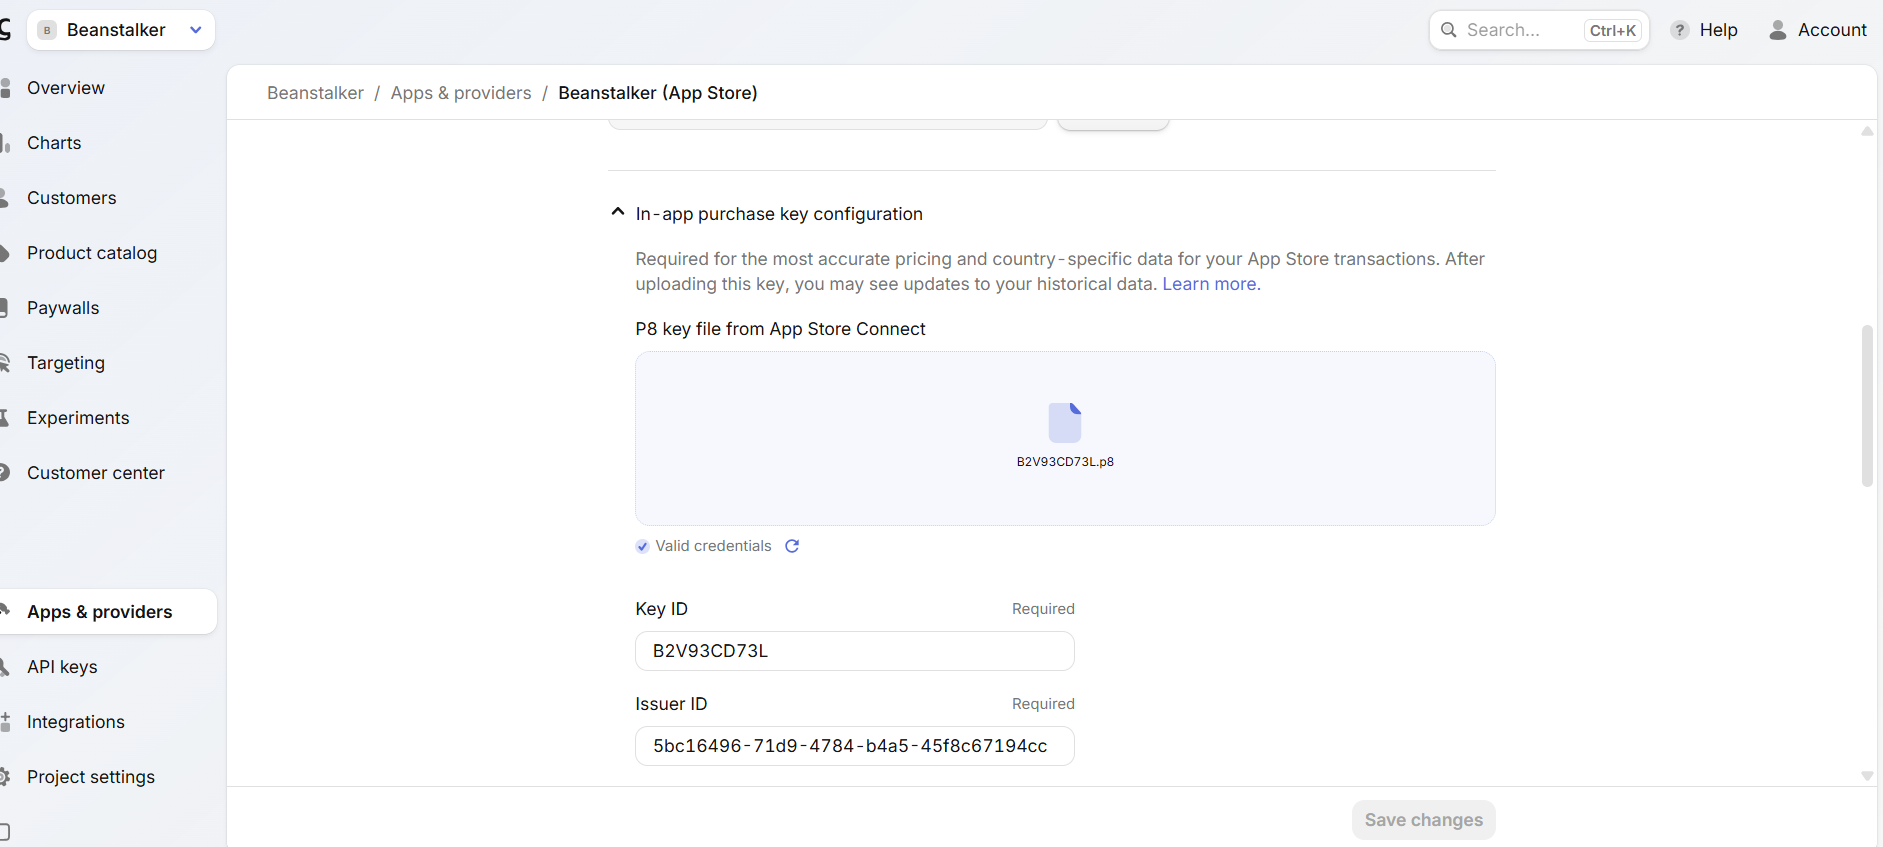 B Beanstalker
Search... Ctrl+K
? Help
Account
Overview
Charts
Customers
Product catalog
Paywalls
Targeting
Experiments
Customer center
Apps & providers
API keys
Integrations
Project settings
Beanstalker / Apps & providers / Beanstalker (App Store)
In-app purchase key configuration
Required for the most accurate pricing and country-specific data for your App Store transactions. After
uploading this key, you may see updates to your historical data. Learn more.
P8 key file from App Store Connect
B2V93CD73L.p8
Valid credentials
Key ID Required
B2V93CD73L
Issuer ID Required
5bc16496-71d9-4784-b4a5-45f8c67194cc
Save changes